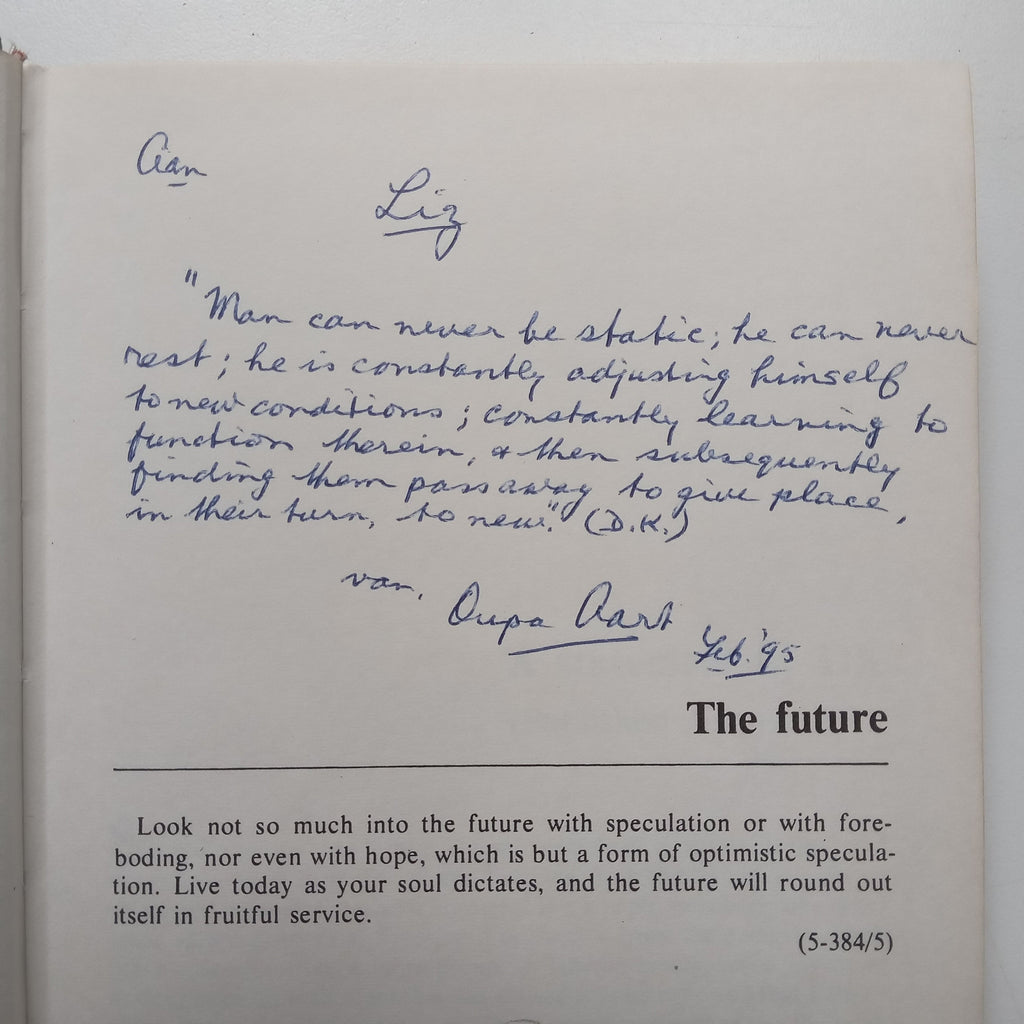 Aan
Liz
"Man can never be static; he can never
rest; he is constantly adjusting himself
to new conditions; constantly learning to
function therein, & then subsequently
finding them pass away to give place,
in their turn, to new." (D.K.)
van, Oupa Aart
Feb. '95
The future
Look not so much into the future with speculation or with fore-
boding, nor even with hope, which is but a form of optimistic specula-
tion. Live today as your soul dictates, and the future will round out
itself in fruitful service.
(5-384/5)